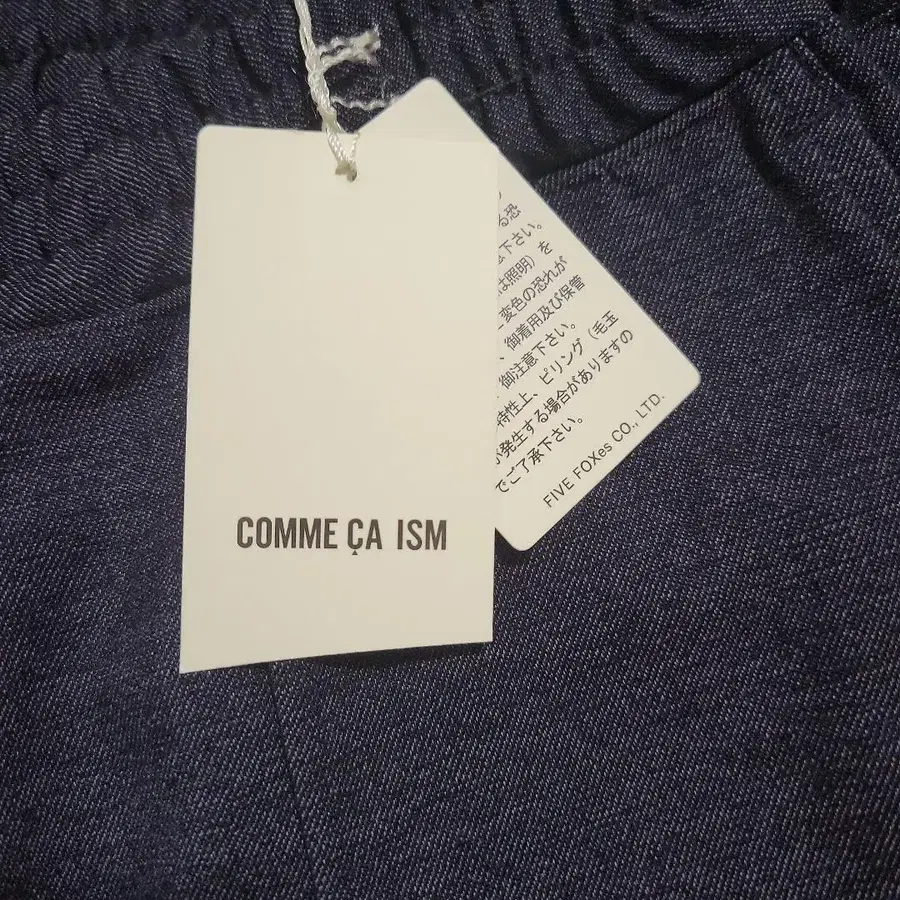 COMME ÇA ISM
る恐
下さい。
は照明）を
変色の恐れが
、御着用及び保管
御注意下さい。
特性上、ピリング（毛玉
が発生する場合がありますの
でご了承下さい。
FIVE FOXes CO., LTD.